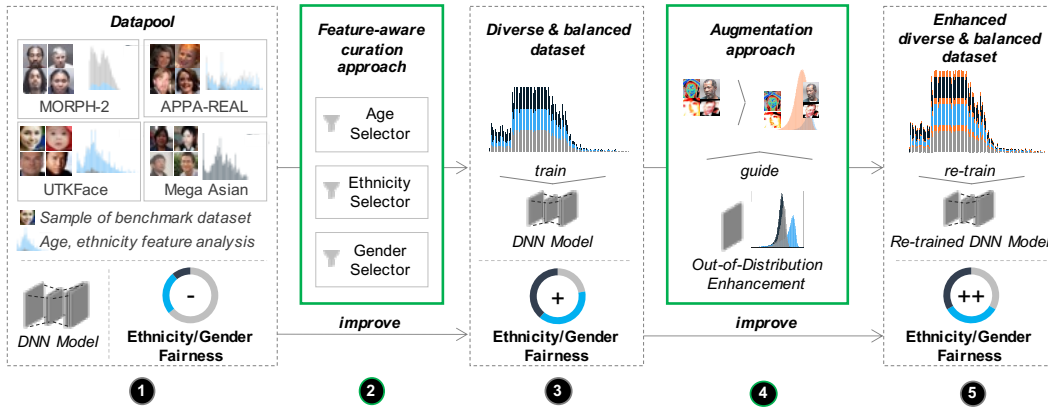 Datapool
MORPH-2
APPA-REAL
UTKFace
Mega Asian
Sample of benchmark dataset
Age, ethnicity feature analysis
DNN Model
-
Ethnicity/Gender
Fairness
1
Feature-aware
curation
approach
Age
Selector
Ethnicity
Selector
Gender
Selector
improve
2
Diverse & balanced
dataset
train
DNN Model
+
Ethnicity/Gender
Fairness
3
Augmentation
approach
guide
Out-of-Distribution
Enhancement
improve
4
Enhanced
diverse & balanced
dataset
re-train
Re-trained DNN Model
++
Ethnicity/Gender
Fairness
5